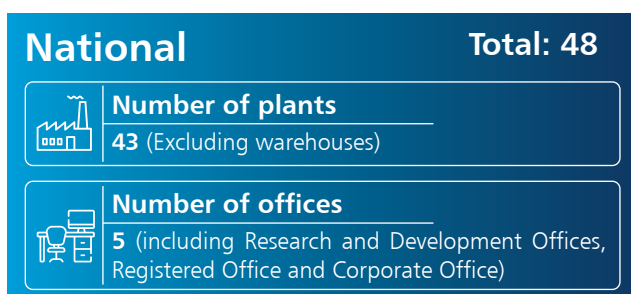 National
Total: 48
Number of plants
43 (Excluding warehouses)
Number of offices
5 (including Research and Development Offices,
Registered Office and Corporate Office)